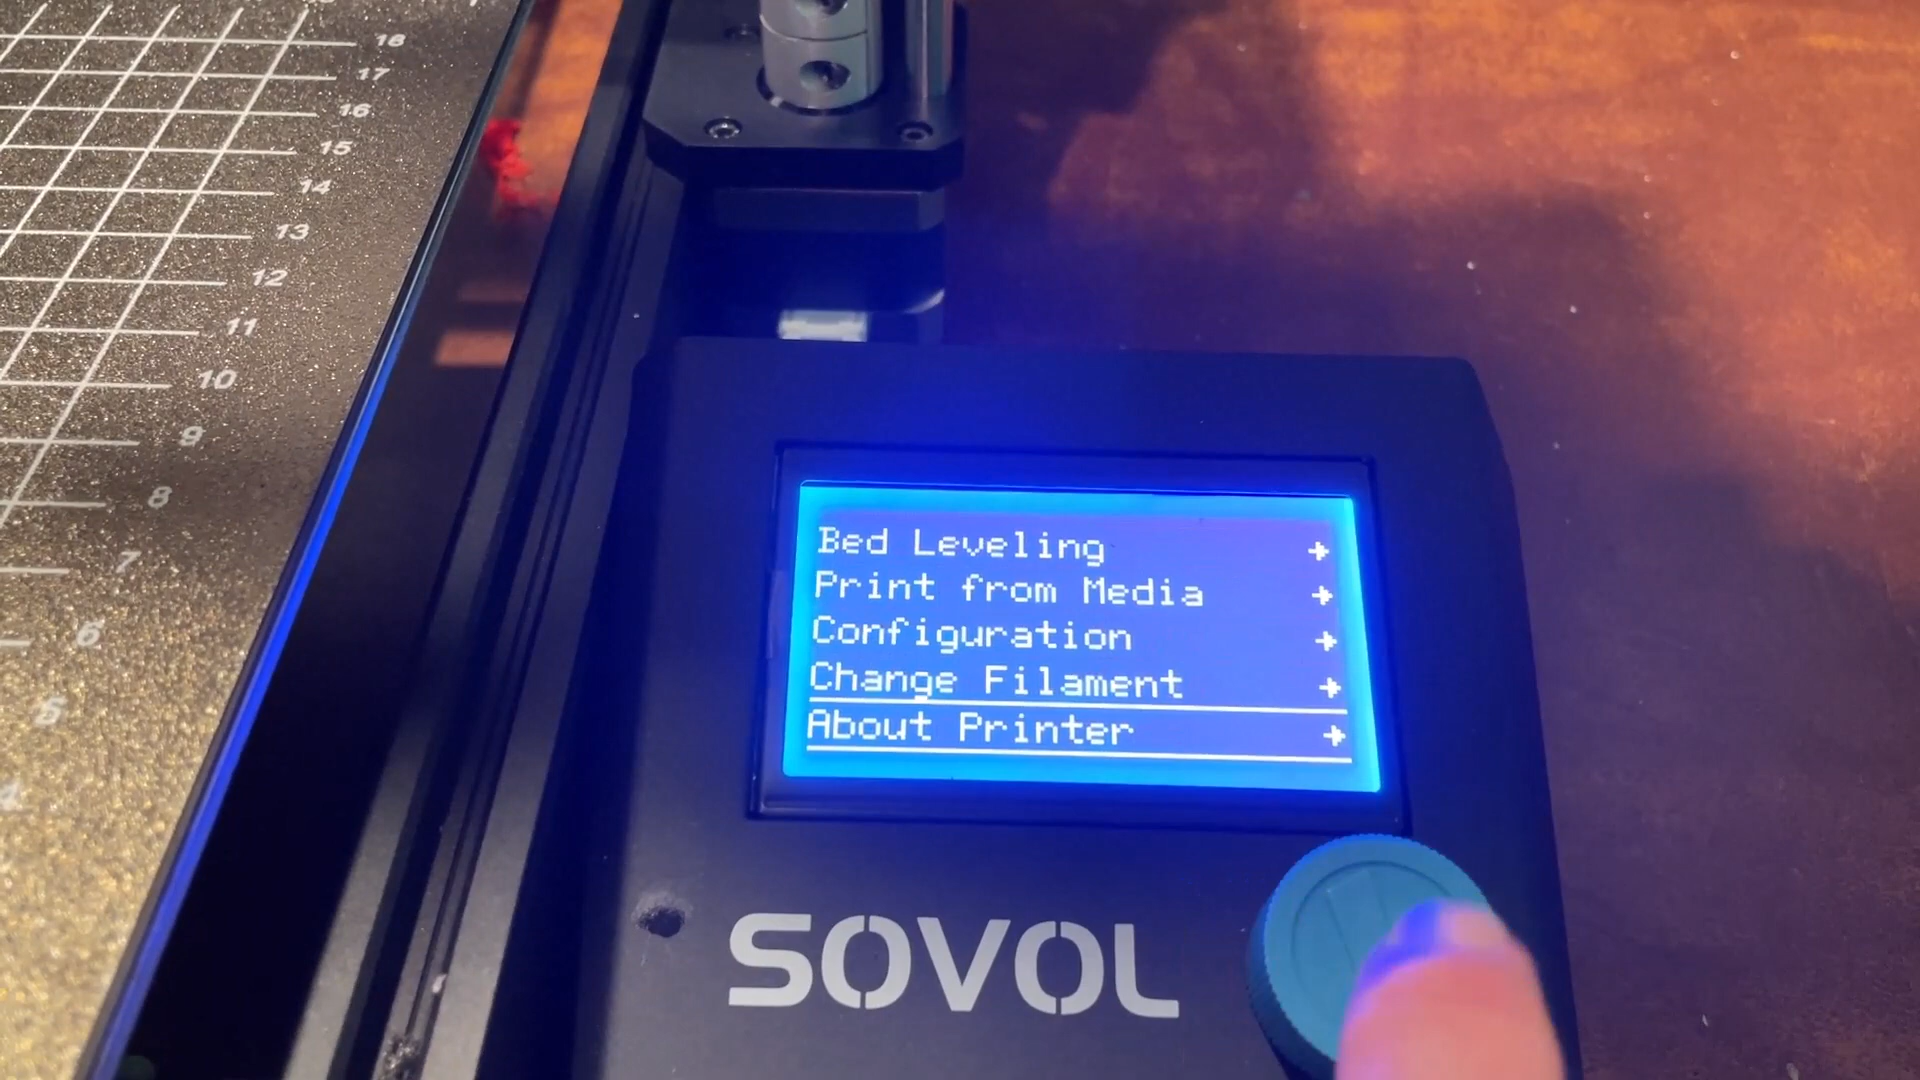 18
17
16
15
14
13
12
11
10
9
8
7
6
5
4
Bed Leveling
Print from Media
Configuration
Change Filament
About Printer
SOVOL